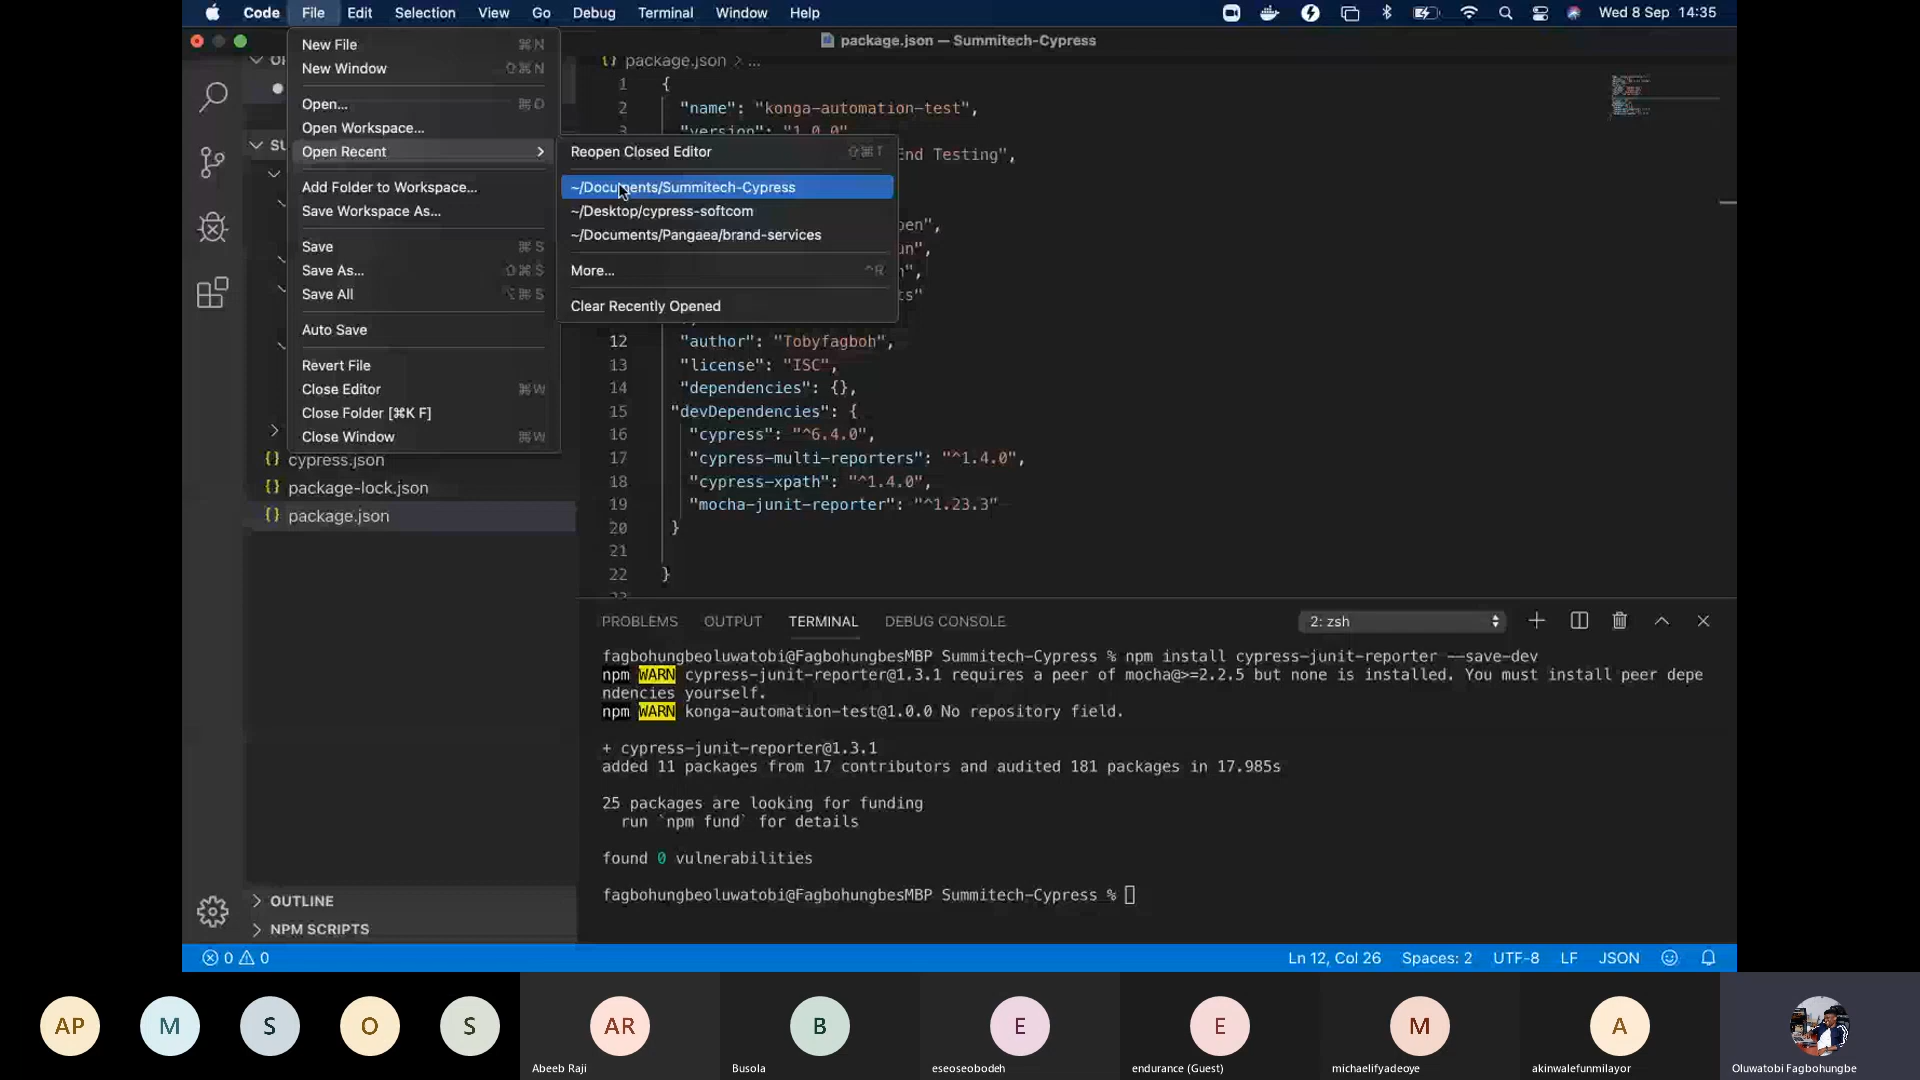 Code File Edit Selection View Go Debug Terminal Window Help Wed 8 Sep 14:35
package.json — Summitech-Cypress
New File ⌘N
New Window ⇧⌘N
Open... ⌘O
Open Workspace...
Open Recent
Add Folder to Workspace...
Save Workspace As...
Save ⌘S
Save As... ⇧⌘S
Save All ⌥⌘S
Auto Save
Revert File
Close Editor ⌘W
Close Folder [⌘K F]
Close Window ⌘W
Reopen Closed Editor ⇧⌘T
~/Documents/Summitech-Cypress
~/Desktop/cypress-softcom
~/Documents/Pangaea/brand-services
More... ^R
Clear Recently Opened
SU
cypress.json
package-lock.json
package.json
OUTLINE
NPM SCRIPTS
{} package.json > ...
1 {
2 "name": "konga-automation-test",
3 "version": "1.0.0"
End Testing",
pen",
un",
n",
ts"
12 "author": "Tobyfagboh",
13 "license": "ISC",
14 "dependencies": {},
15 "devDependencies": {
16 "cypress": "^6.4.0",
17 "cypress-multi-reporters": "^1.4.0",
18 "cypress-xpath": "^1.4.0",
19 "mocha-junit-reporter": "^1.23.3"
20 }
21
22 }
PROBLEMS OUTPUT TERMINAL DEBUG CONSOLE 2: zsh
fagbohungbeoluwatobi@FagbohungbesMBP Summitech-Cypress % npm install cypress-junit-reporter --save-dev
npm WARN cypress-junit-reporter@1.3.1 requires a peer of mocha@>=2.2.5 but none is installed. You must install peer depe
ndencies yourself.
npm WARN konga-automation-test@1.0.0 No repository field.
+ cypress-junit-reporter@1.3.1
added 11 packages from 17 contributors and audited 181 packages in 17.985s
25 packages are looking for funding
run `npm fund` for details
found 0 vulnerabilities
fagbohungbeoluwatobi@FagbohungbesMBP Summitech-Cypress %
0 0 Ln 12, Col 26 Spaces: 2 UTF-8 LF JSON
AP M S O S AR B E E M A
Abeeb Raji Busola eseoseobodeh endurance (Guest) michaelifyadeoye akinwalefunmilayor Oluwatobi Fagbohungbe